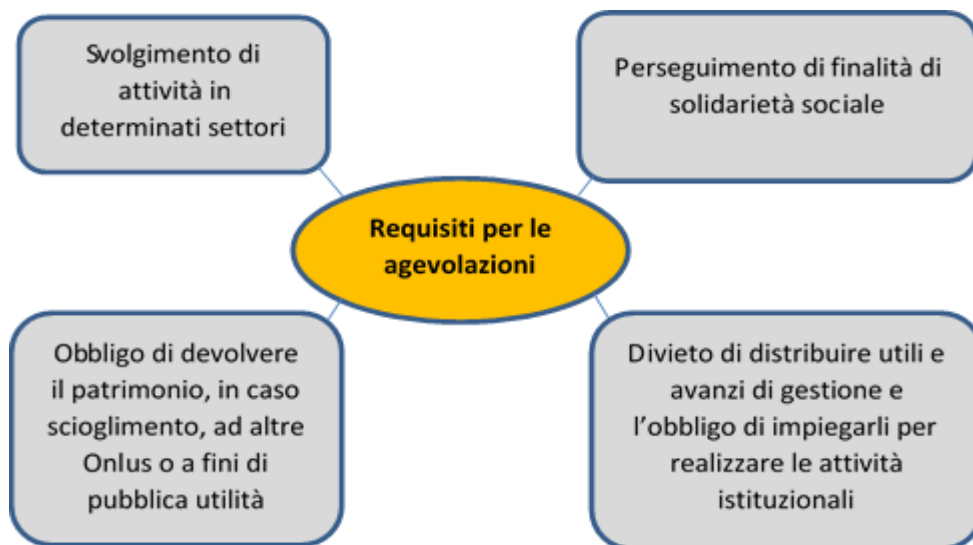 Svolgimento di
attività in
determinati settori
Perseguimento di finalità di
solidarietà sociale
Requisiti per le
agevolazioni
Obbligo di devolvere
il patrimonio, in caso
scioglimento, ad altre
Onlus o a fini di
pubblica utilità
Divieto di distribuire utili e
avanzi di gestione e
l’obbligo di impiegarli per
realizzare le attività
istituzionali